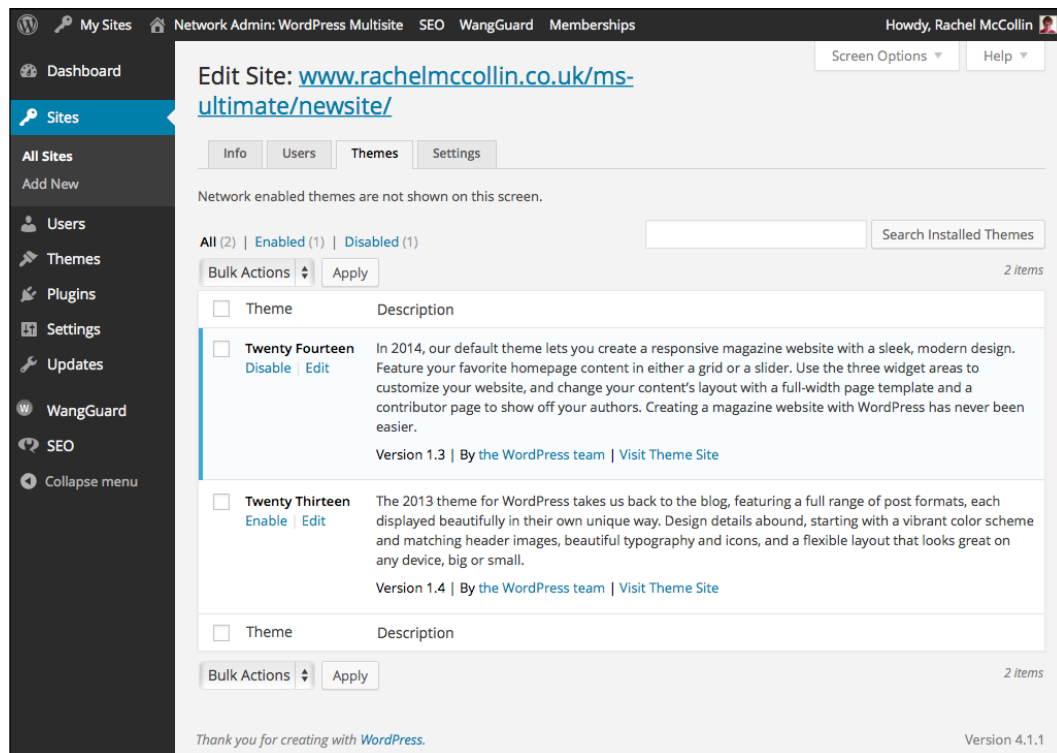 My Sites Network Admin: WordPress Multisite SEO WangGuard Memberships Howdy, Rachel McCollin
Screen Options Help
Dashboard
Sites
All Sites
Add New
Users
Themes
Plugins
Settings
Updates
WangGuard
SEO
Collapse menu
Edit Site: www.rachelmccollin.co.uk/ms-
ultimate/newsite/
Info Users Themes Settings
Network enabled themes are not shown on this screen.
All (2) | Enabled (1) | Disabled (1)
Search Installed Themes
Bulk Actions Apply 2 items
Theme Description
Twenty Fourteen
Disable | Edit
In 2014, our default theme lets you create a responsive magazine website with a sleek, modern design.
Feature your favorite homepage content in either a grid or a slider. Use the three widget areas to
customize your website, and change your content's layout with a full-width page template and a
contributor page to show off your authors. Creating a magazine website with WordPress has never been
easier.
Version 1.3 | By the WordPress team | Visit Theme Site
Twenty Thirteen
Enable | Edit
The 2013 theme for WordPress takes us back to the blog, featuring a full range of post formats, each
displayed beautifully in their own unique way. Design details abound, starting with a vibrant color scheme
and matching header images, beautiful typography and icons, and a flexible layout that looks great on
any device, big or small.
Version 1.4 | By the WordPress team | Visit Theme Site
Theme Description
Bulk Actions Apply 2 items
Thank you for creating with WordPress. Version 4.1.1